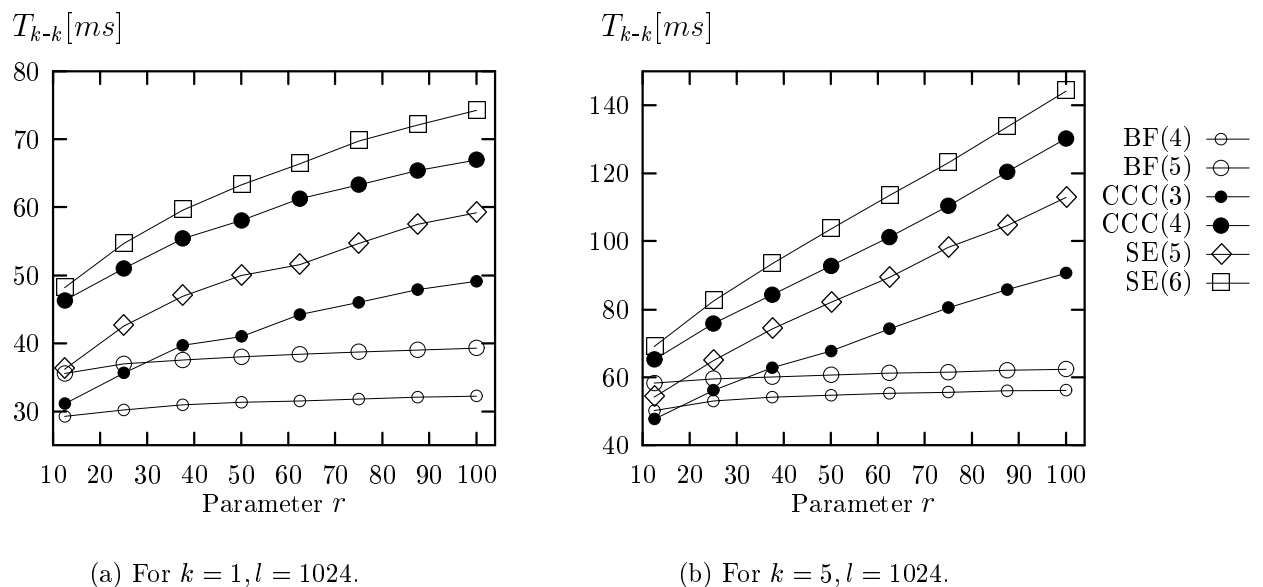 T_{k-k}[ms]
80
70
60
50
40
30
10 20 30 40 50 60 70 80 90 100
Parameter r
(a) For k = 1, l = 1024.
T_{k-k}[ms]
140
120
100
80
60
40
10 20 30 40 50 60 70 80 90 100
Parameter r
(b) For k = 5, l = 1024.
BF(4)
BF(5)
CCC(3)
CCC(4)
SE(5)
SE(6)